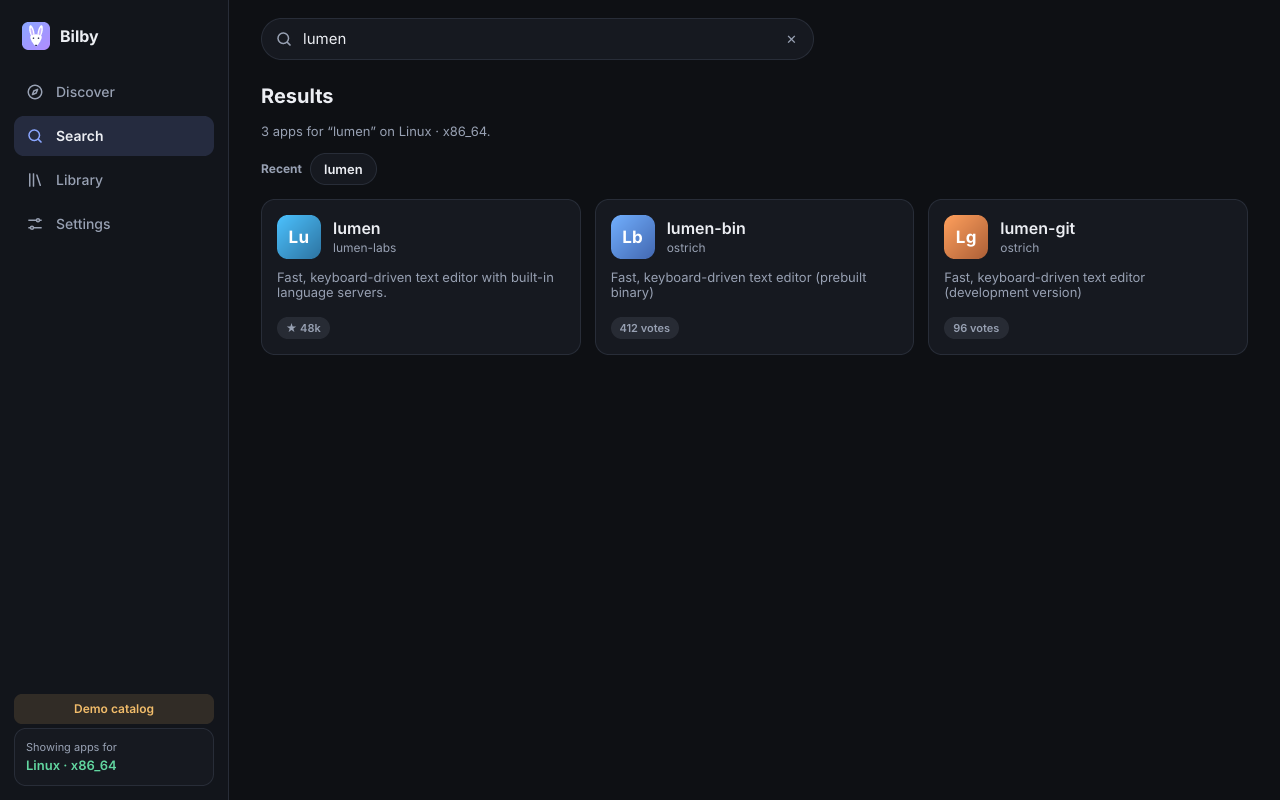 Bilby
Discover
Search
Library
Settings
Demo catalog
Showing apps for
Linux · x86_64
lumen
Results
3 apps for “lumen” on Linux · x86_64.
Recent lumen
Lu
lumen
lumen-labs
Fast, keyboard-driven text editor with built-in
language servers.
★ 48k
Lb
lumen-bin
ostrich
Fast, keyboard-driven text editor (prebuilt
binary)
412 votes
Lg
lumen-git
ostrich
Fast, keyboard-driven text editor
(development version)
96 votes